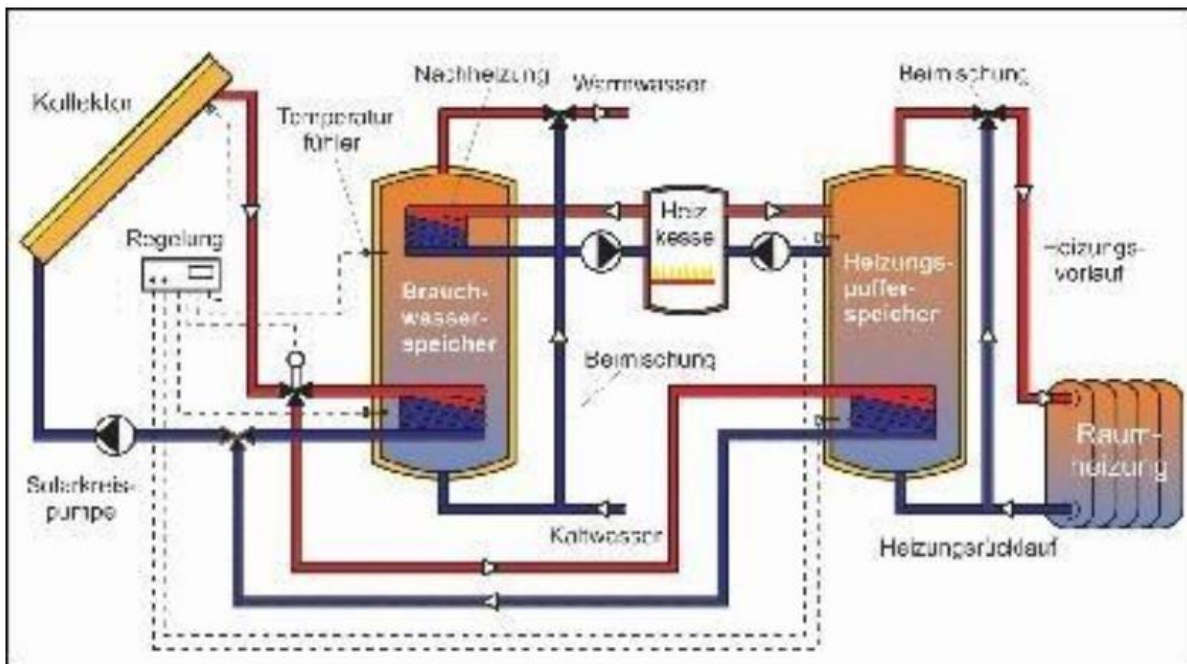 Kollektor
Nachheizung
Warmwasser
Beimischung
Temperatur
fühler
Regelung
Heiz
kesse
Heizungs-
vorlauf
Brauch-
wasser-
speicher
Heizungs-
puffer-
speicher
Beimischung
Solarkreis-
pumpe
Kaltwasser
Heizungsrücklauf
Raum-
heizung